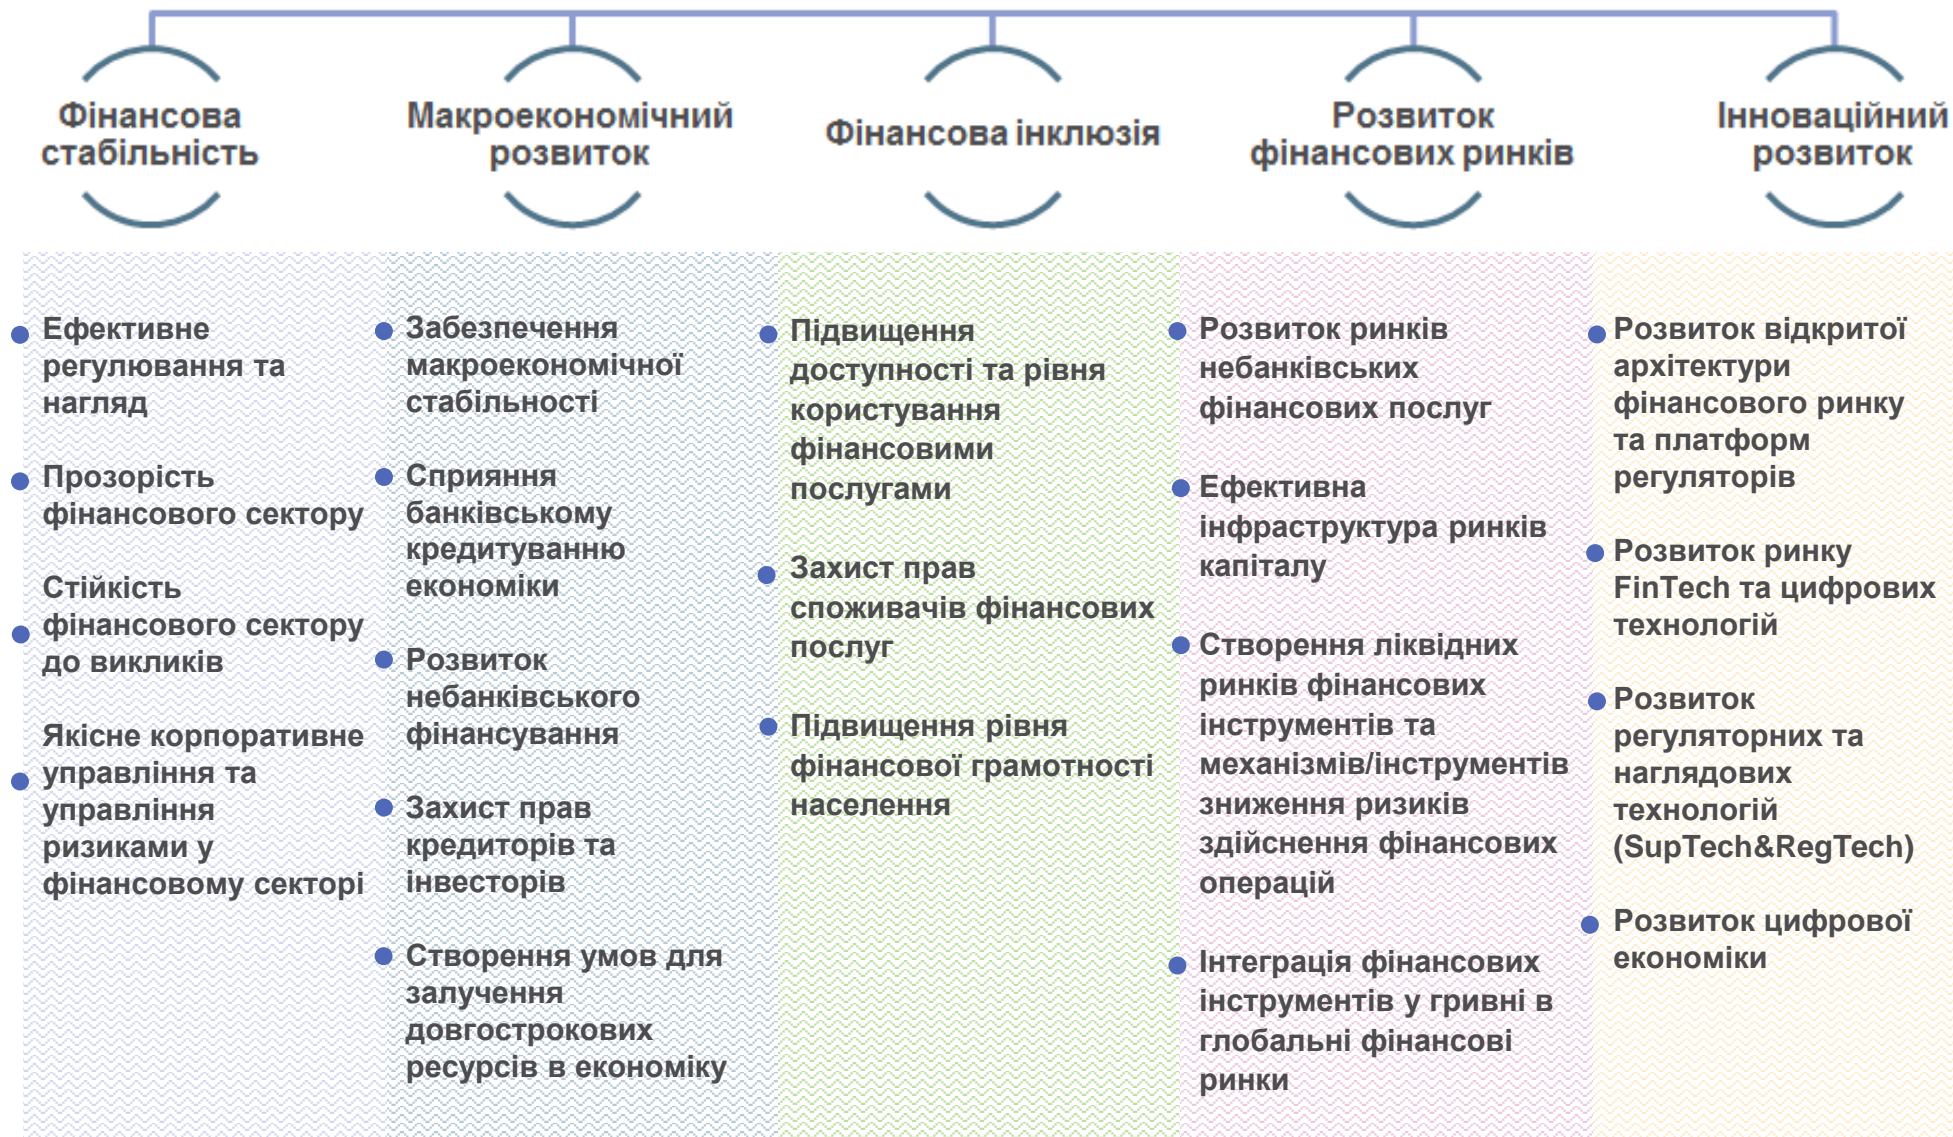 Фінансова
стабільність
Макроекономічний
розвиток
Фінансова інклюзія
Розвиток
фінансових ринків
Інноваційний
розвиток
Ефективне
регулювання та
нагляд
Прозорість
фінансового сектору
Стійкість
фінансового сектору
до викликів
Якісне корпоративне
управління та
управління
ризиками у
фінансовому секторі
Забезпечення
макроекономічної
стабільності
Сприяння
банківському
кредитуванню
економіки
Розвиток
небанківського
фінансування
Захист прав
кредиторів та
інвесторів
Створення умов для
залучення
довгострокових
ресурсів в економіку
Підвищення
доступності та рівня
користування
фінансовими
послугами
Захист прав
споживачів фінансових
послуг
Підвищення рівня
фінансової грамотності
населення
Розвиток ринків
небанківських
фінансових послуг
Ефективна
інфраструктура ринків
капіталу
Створення ліквідних
ринків фінансових
інструментів та
механізмів/інструментів
зниження ризиків
здійснення фінансових
операцій
Інтеграція фінансових
інструментів у гривні в
глобальні фінансові
ринки
Розвиток відкритої
архітектури
фінансового ринку
та платформ
регуляторів
Розвиток ринку
FinTech та цифрових
технологій
Розвиток
регуляторних та
наглядових
технологій
(SupTech&RegTech)
Розвиток цифрової
економіки